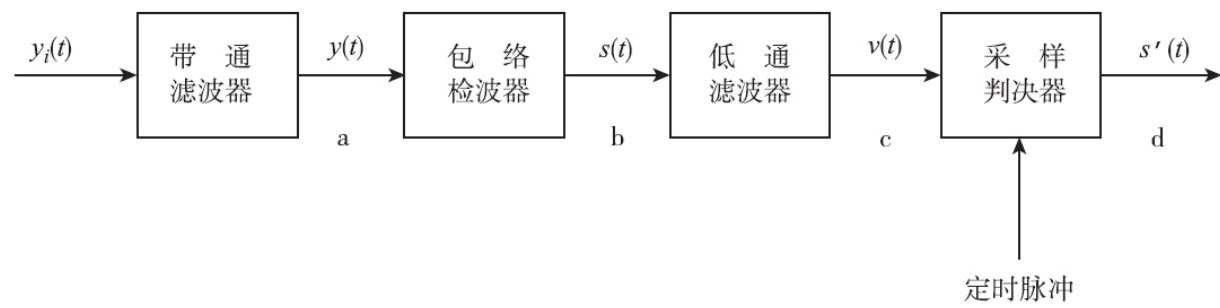 yᵢ(t)
带 通
滤波器
y(t)
a
包 络
检波器
s(t)
b
低 通
滤波器
v(t)
c
采 样
判决器
s′(t)
d
定时脉冲